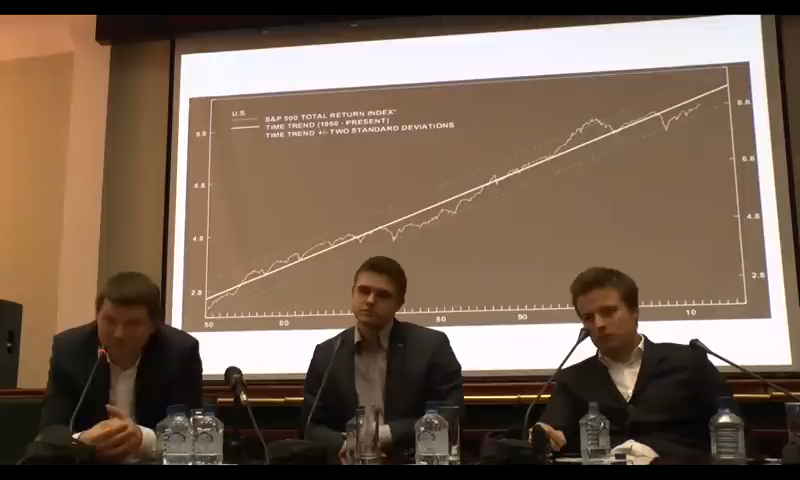 U.S.
S&P 500 TOTAL RETURN INDEX*
TIME TREND (1950 - PRESENT)
TIME TREND +/- TWO STANDARD DEVIATIONS
8.8 8.8
6.8 6.8
4.8 4.8
2.8 2.8
50 60 80 90 10